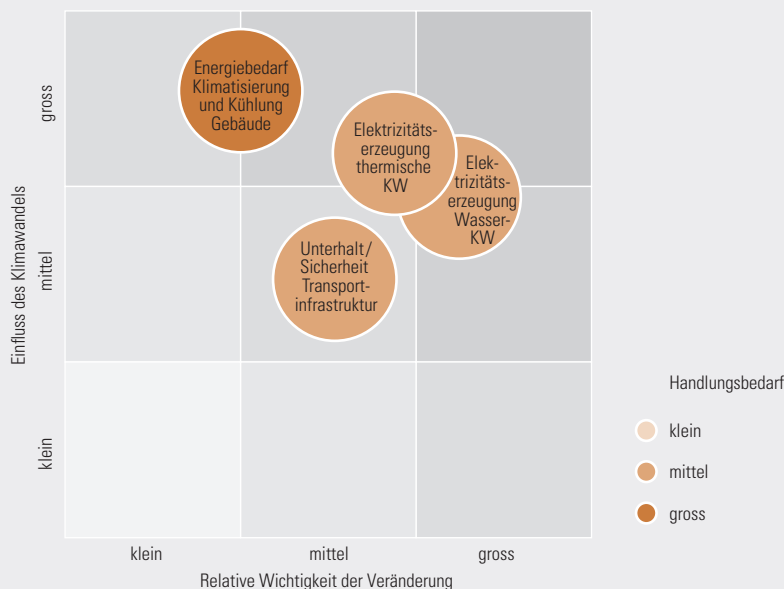 Energiebedarf
Klimatisierung
und Kühlung
Gebäude
Elektrizitäts-
erzeugung
thermische
KW
Elek-
trizitäts-
erzeugung
Wasser-
KW
Unterhalt/
Sicherheit
Transport-
infrastruktur
Einfluss des Klimawandels
gross
mittel
klein
klein
mittel
gross
Relative Wichtigkeit der Veränderung
Handlungsbedarf
klein
mittel
gross